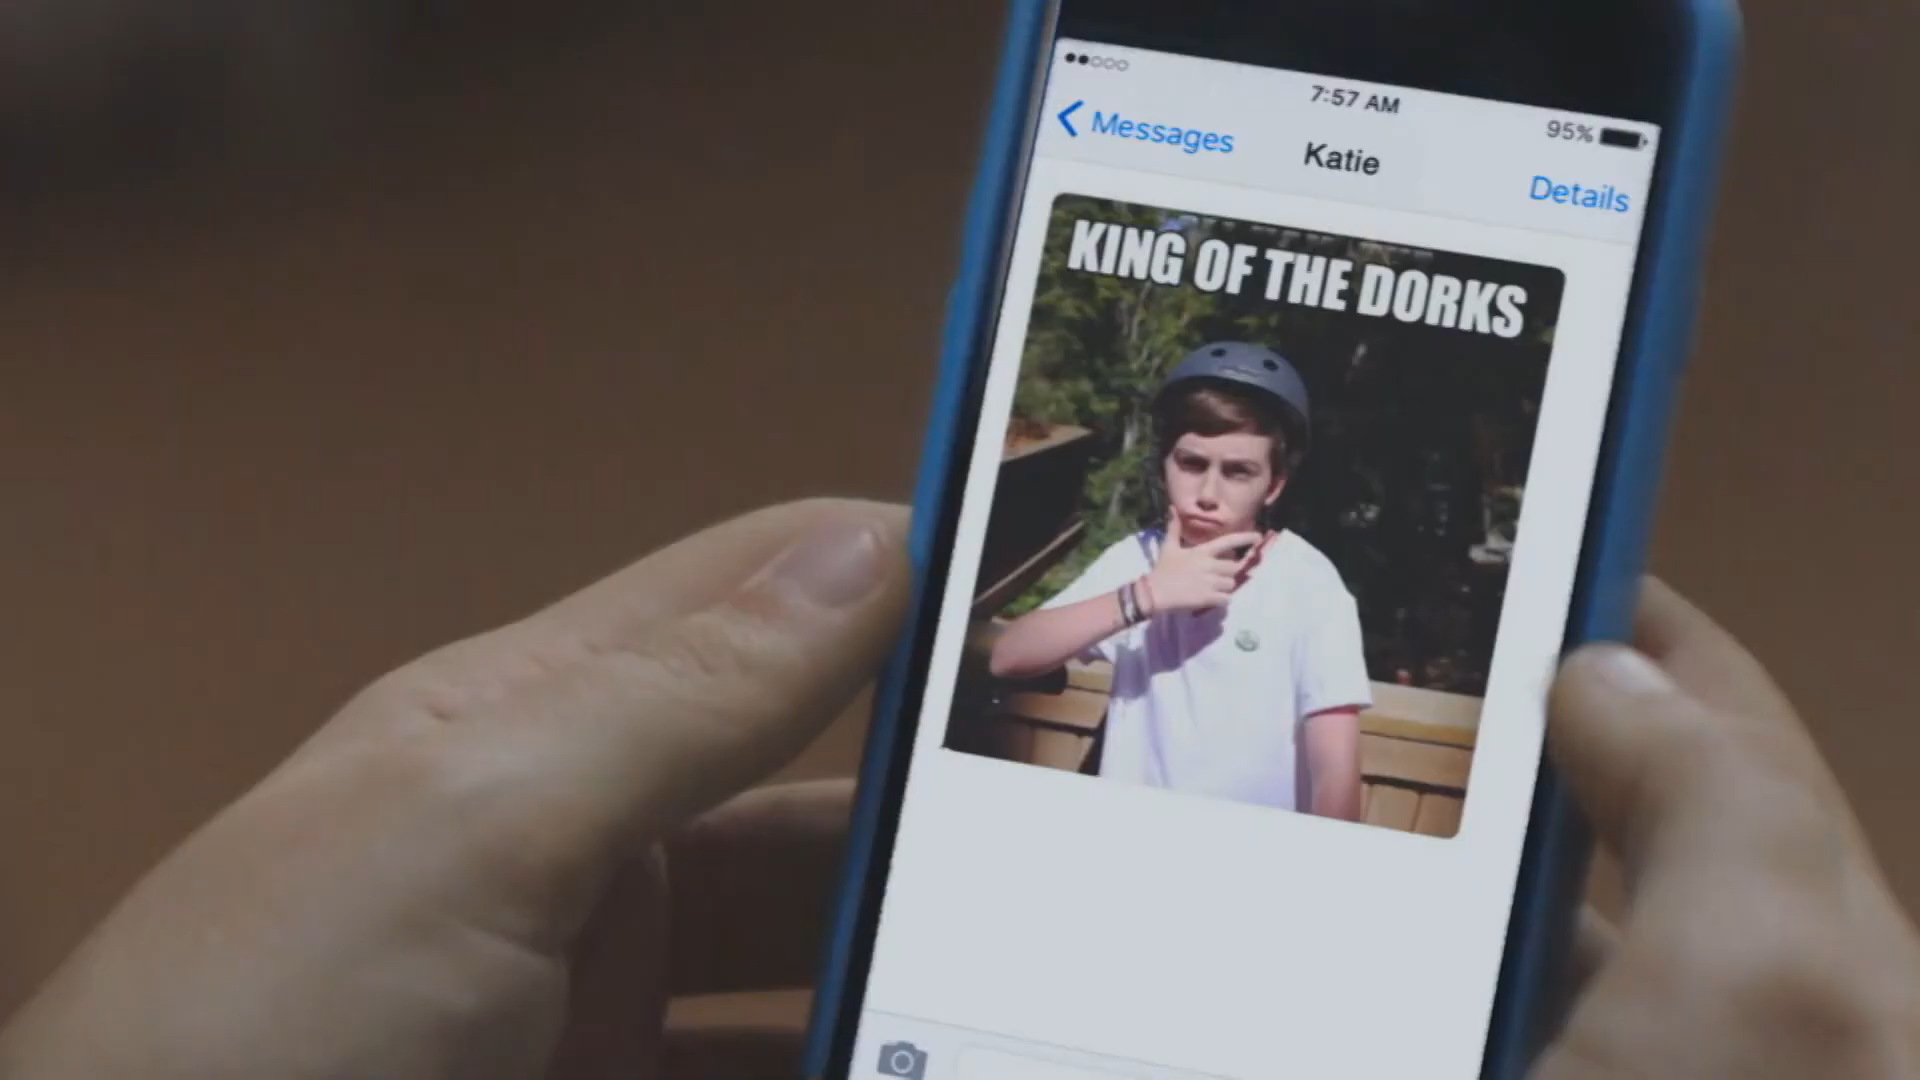 7:57 AM
95%
Messages
Katie
Details
KING OF THE DORKS